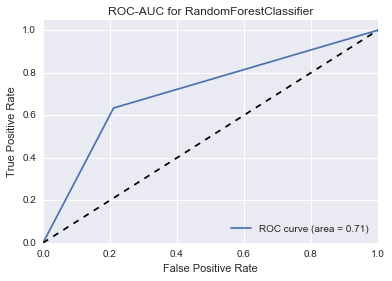 ROC-AUC for RandomForestClassifier
1.0
0.8
0.6
0.4
0.2
0.0
True Positive Rate
ROC curve (area = 0.71)
0.0 0.2 0.4 0.6 0.8 1.0
False Positive Rate